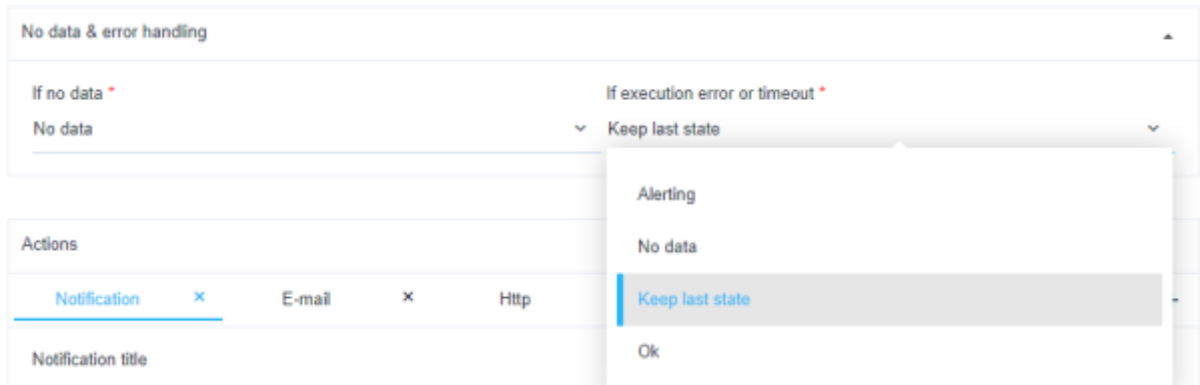 No data & error handling
If no data *
If execution error or timeout *
No data
Keep last state
Alerting
No data
Keep last state
Ok
Actions
Notification × E-mail × Http
Notification title